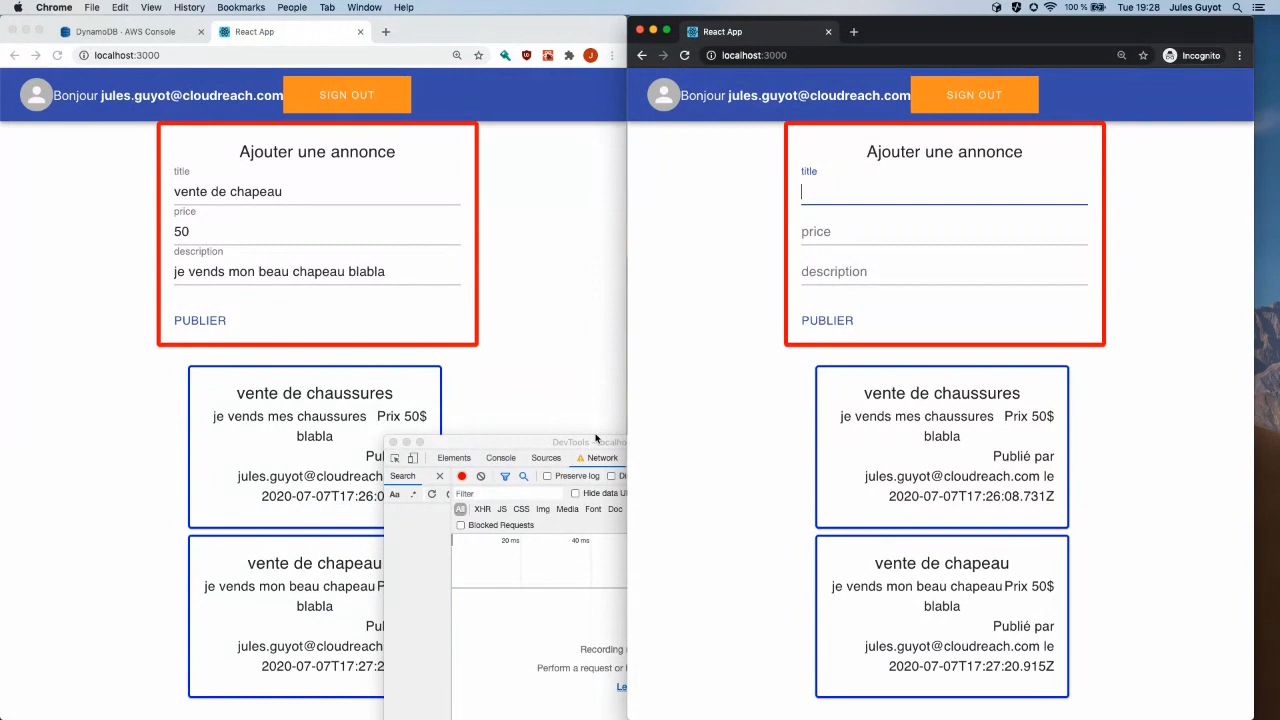 Chrome File Edit View History Bookmarks People Tab Window Help 100 % Tue 19:28 Jules Guyot
DynamoDB - AWS Console React App
localhost:3000
Bonjour jules.guyot@cloudreach.com SIGN OUT
Ajouter une annonce
title
vente de chapeau
price
50
description
je vends mon beau chapeau blabla
PUBLIER
vente de chaussures
je vends mes chaussures Prix 50$
blabla
Pu
jules.guyot@cloudreach.c
2020-07-07T17:26:0
vente de chapeau
je vends mon beau chapeau P
blabla
Pu
jules.guyot@cloudreach.c
2020-07-07T17:27:2
DevTools - localho
Elements Console Sources Network
Search Preserve log Di
Aa .* Filter Hide data U
All XHR JS CSS Img Media Font Doc
Blocked Requests
20 ms 40 ms
Recording
Perform a request or
Le
React App
localhost:3000 Incognito
Bonjour jules.guyot@cloudreach.com SIGN OUT
Ajouter une annonce
title
price
description
PUBLIER
vente de chaussures
je vends mes chaussures Prix 50$
blabla
Publié par
jules.guyot@cloudreach.com le
2020-07-07T17:26:08.731Z
vente de chapeau
je vends mon beau chapeau Prix 50$
blabla
Publié par
jules.guyot@cloudreach.com le
2020-07-07T17:27:20.915Z